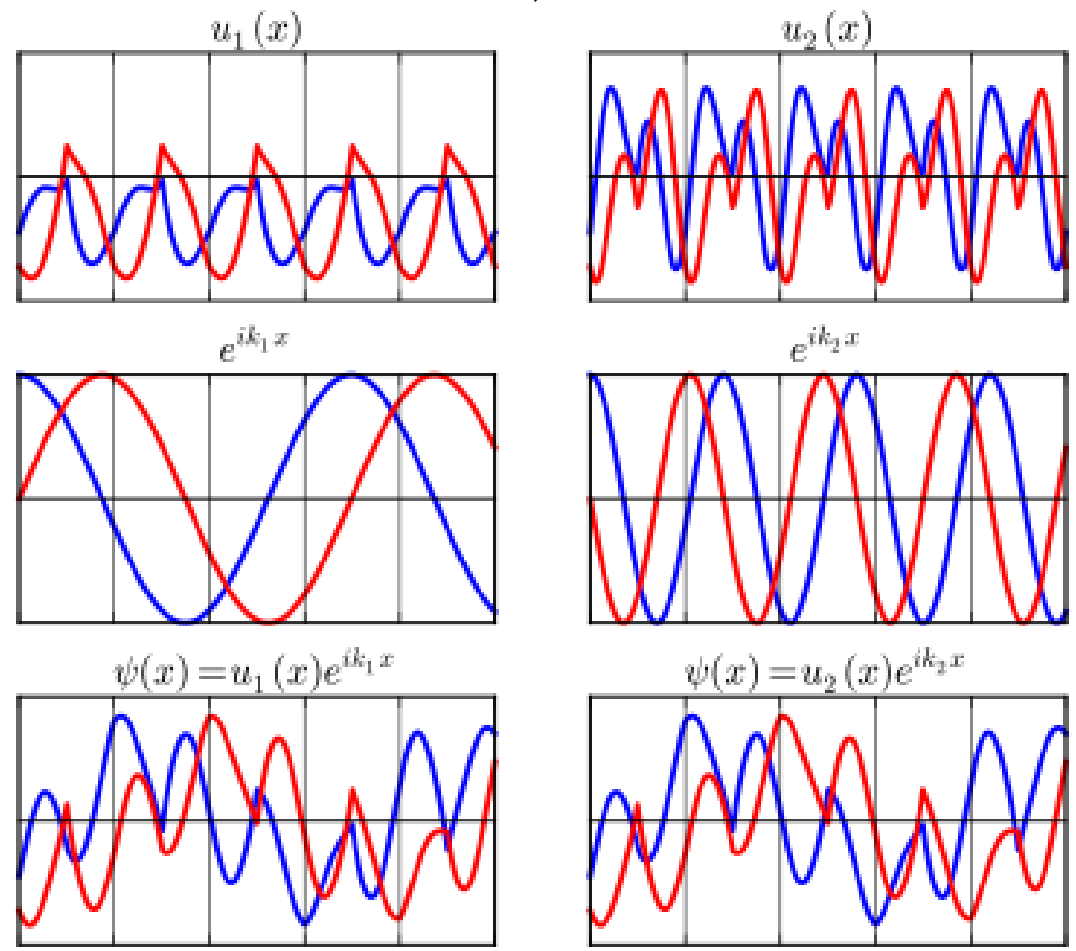 u₁(x)
u₂(x)
e^{ik₁x}
e^{ik₂x}
ψ(x)=u₁(x)e^{ik₁x}
ψ(x)=u₂(x)e^{ik₂x}